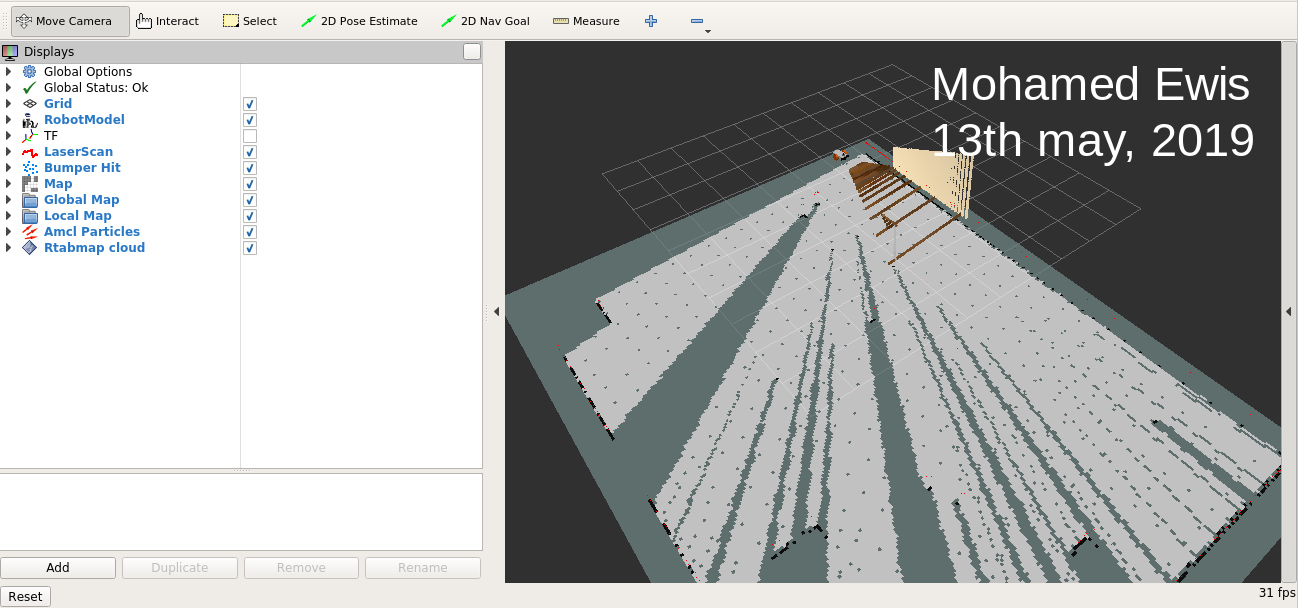 Move Camera Interact Select 2D Pose Estimate 2D Nav Goal Measure
Displays
Global Options
Global Status: Ok
Grid
RobotModel
TF
LaserScan
Bumper Hit
Map
Global Map
Local Map
Amcl Particles
Rtabmap cloud
Add Duplicate Remove Rename
Reset
Mohamed Ewis
13th may, 2019
31 fps